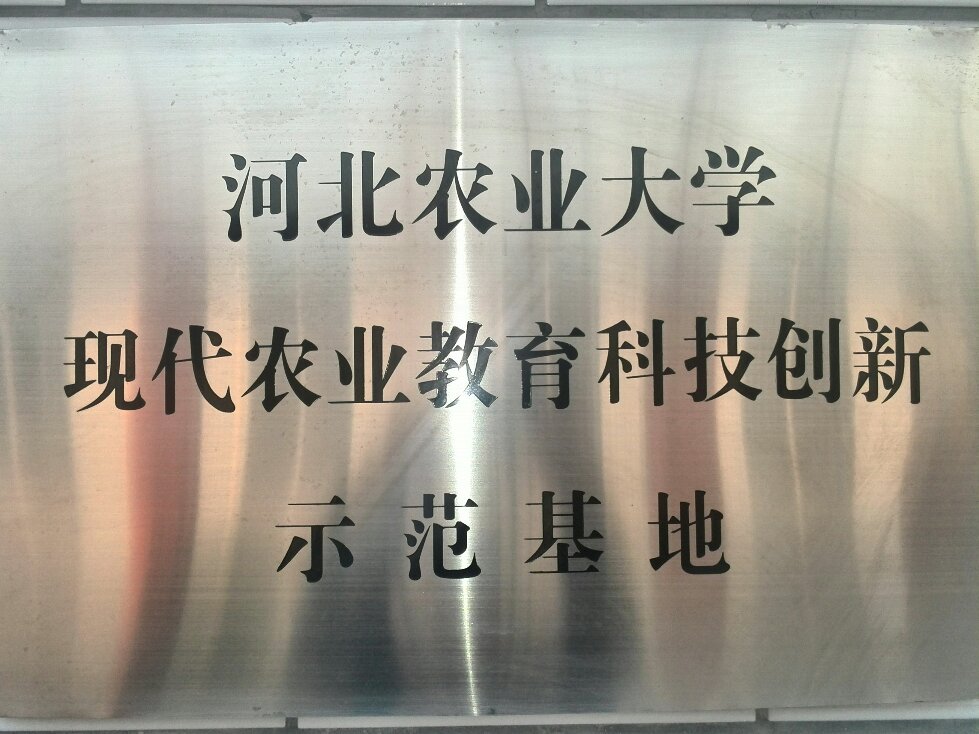 河北农业大学
现代农业教育科技创新
示范基地